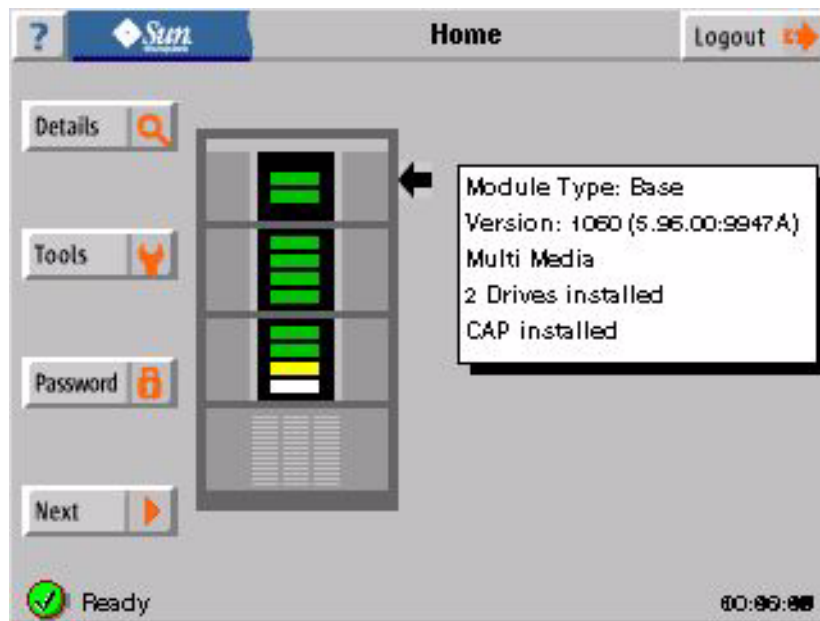 ?
Sun
Home
Logout
Details
Module Type: Base
Version: 1060 (5.96.00:9947A)
Multi Media
2 Drives installed
CAP installed
Tools
Password
Next
Ready